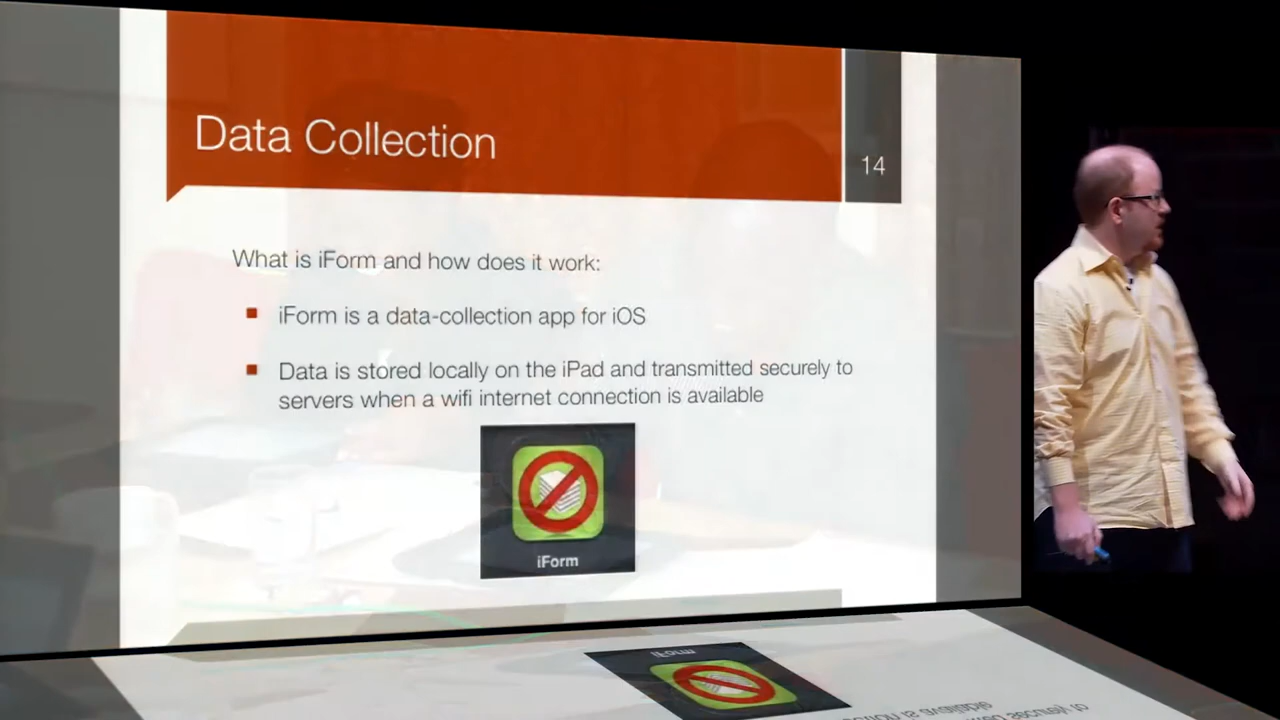 Data Collection
14
What is iForm and how does it work:
iForm is a data-collection app for iOS
Data is stored locally on the iPad and transmitted securely to
servers when a wifi internet connection is available
iForm
iForm